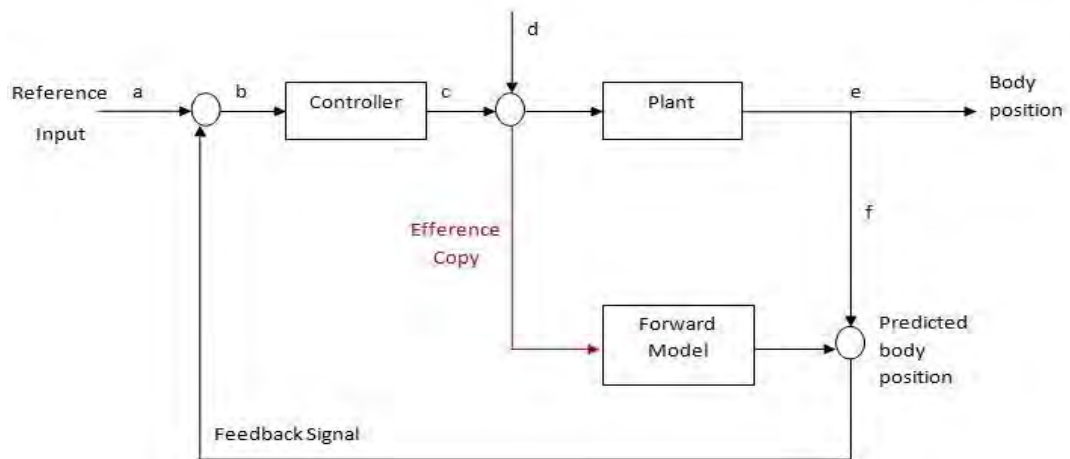 d
Reference
Input
a
b
Controller
c
Plant
e
Body
position
f
Efference
Copy
Forward
Model
Predicted
body
position
Feedback Signal